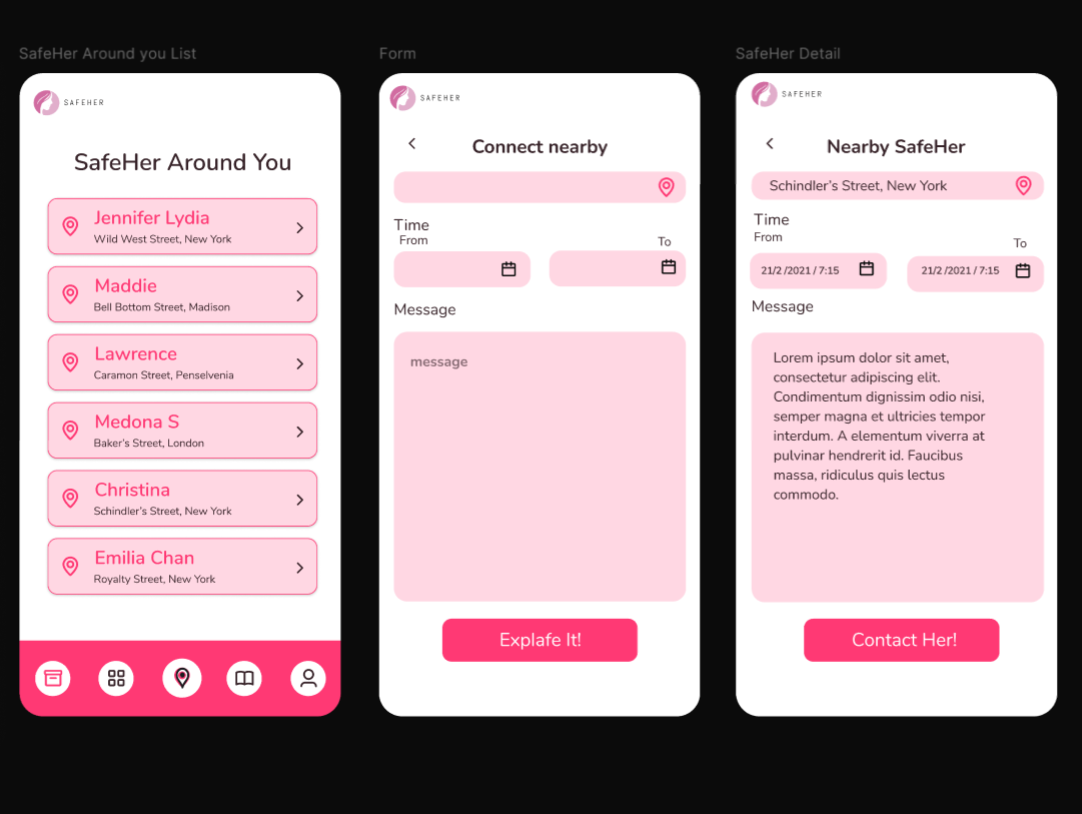 SafeHer Around you List
SAFEHER
SafeHer Around You
Jennifer Lydia
Wild West Street, New York
Maddie
Bell Bottom Street, Madison
Lawrence
Caramon Street, Penselvenia
Medona S
Baker's Street, London
Christina
Schindler's Street, New York
Emilia Chan
Royalty Street, New York
Form
SAFEHER
Connect nearby
Time
From
To
Message
message
Explafe It!
SafeHer Detail
SAFEHER
Nearby SafeHer
Schindler's Street, New York
Time
From
To
21/2 /2021 / 7:15
21/2 /2021 / 7:15
Message
Lorem ipsum dolor sit amet,
consectetur adipiscing elit.
Condimentum dignissim odio nisi,
semper magna et ultricies tempor
interdum. A elementum viverra at
pulvinar hendrerit id. Faucibus
massa, ridiculus quis lectus
commodo.
Contact Her!